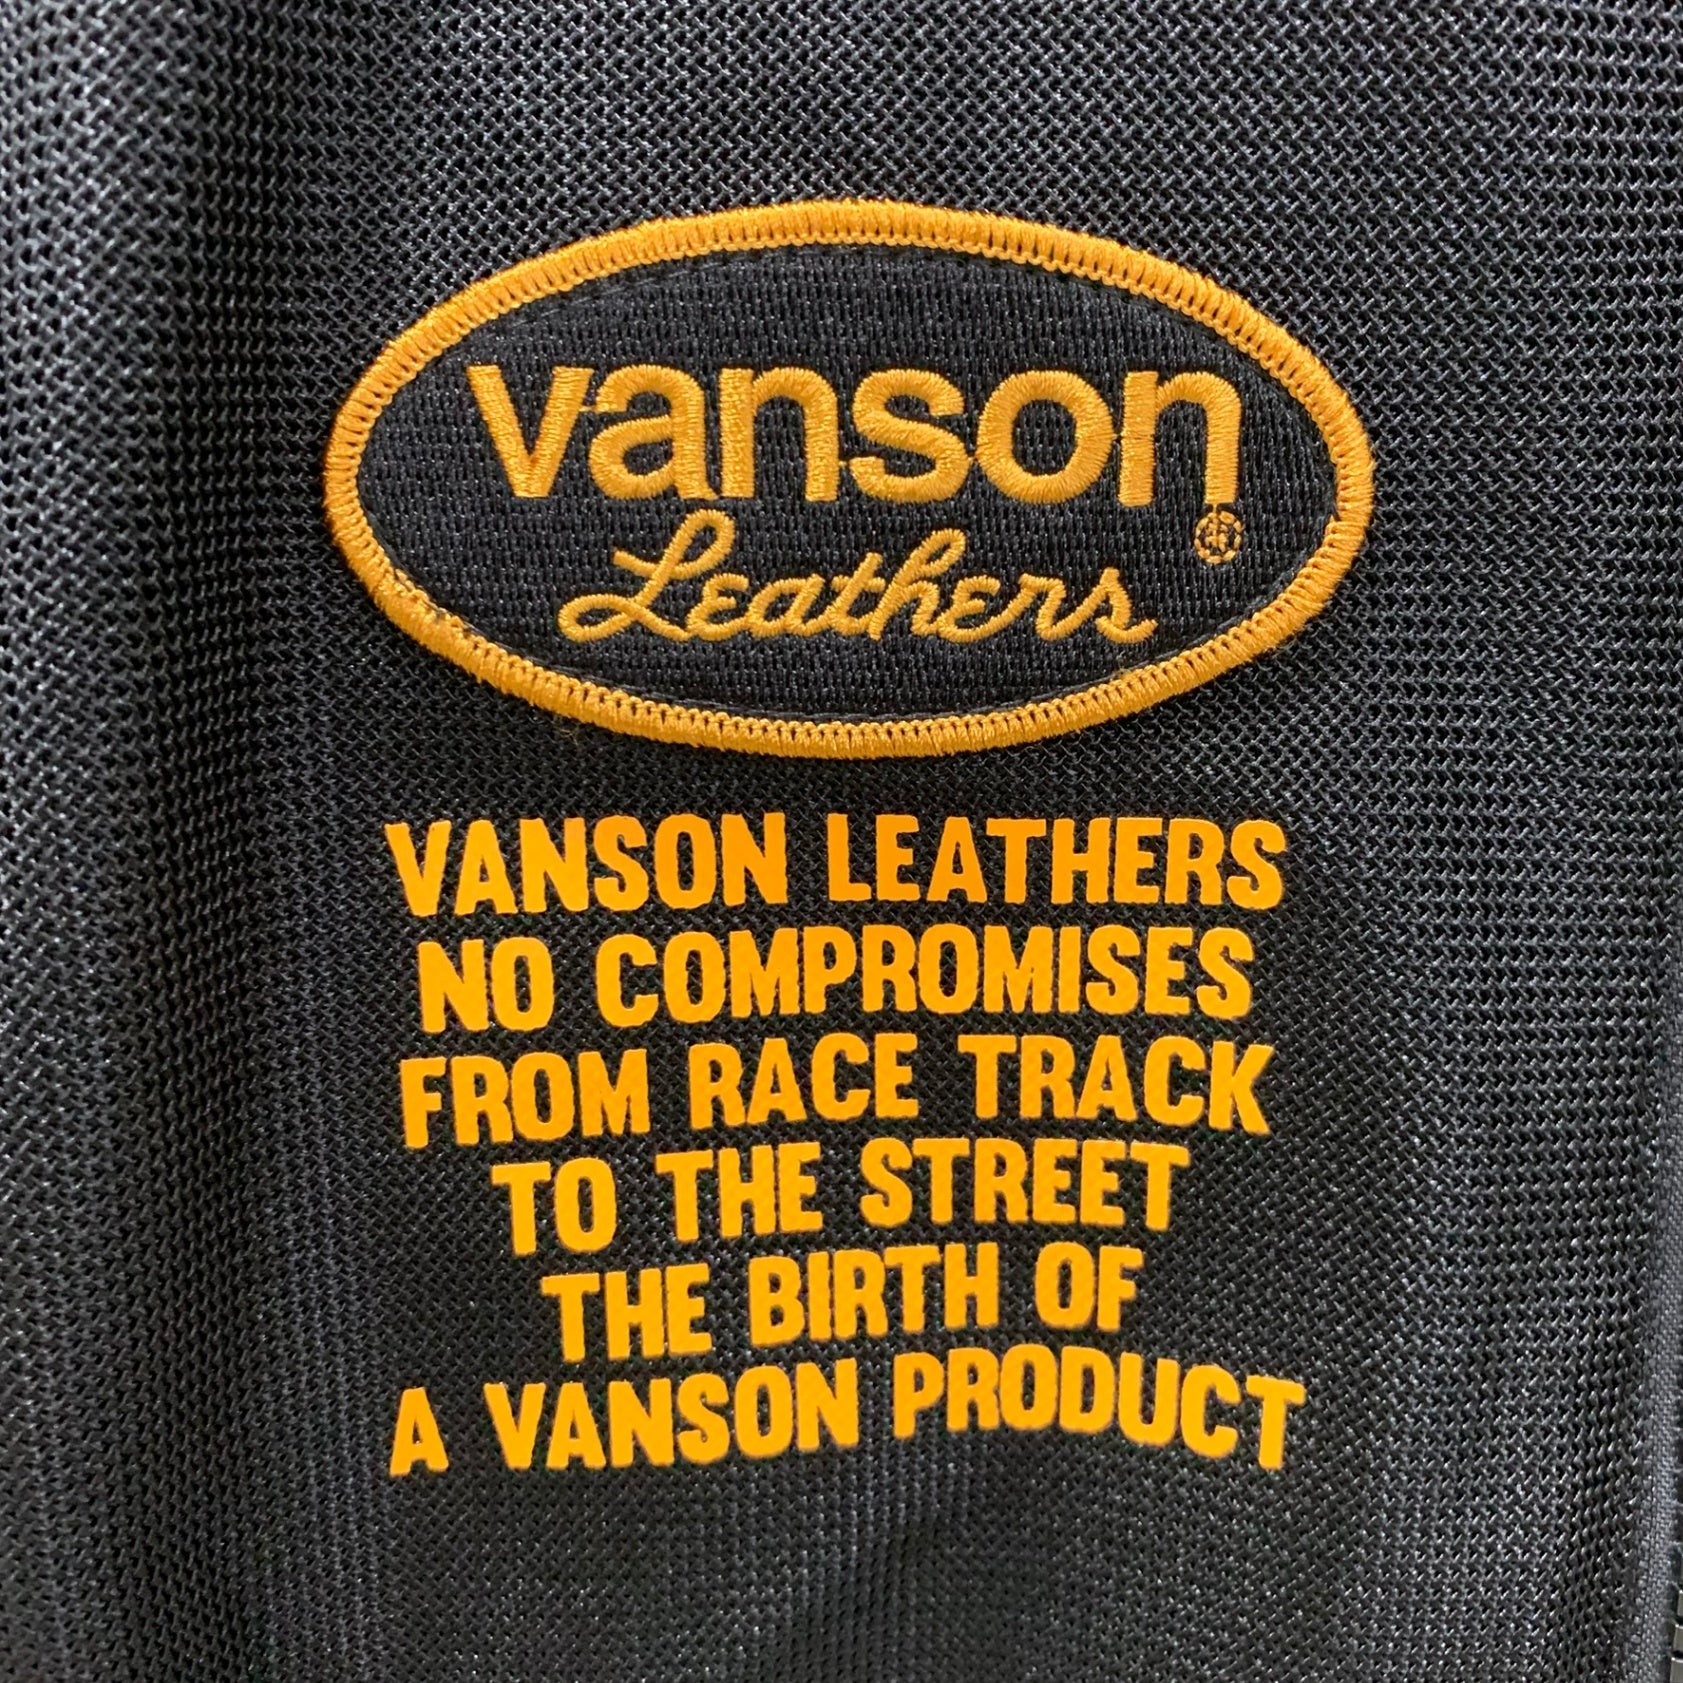 vanson
Leathers ®
VANSON LEATHERS
NO COMPROMISES
FROM RACE TRACK
TO THE STREET
THE BIRTH OF
A VANSON PRODUCT